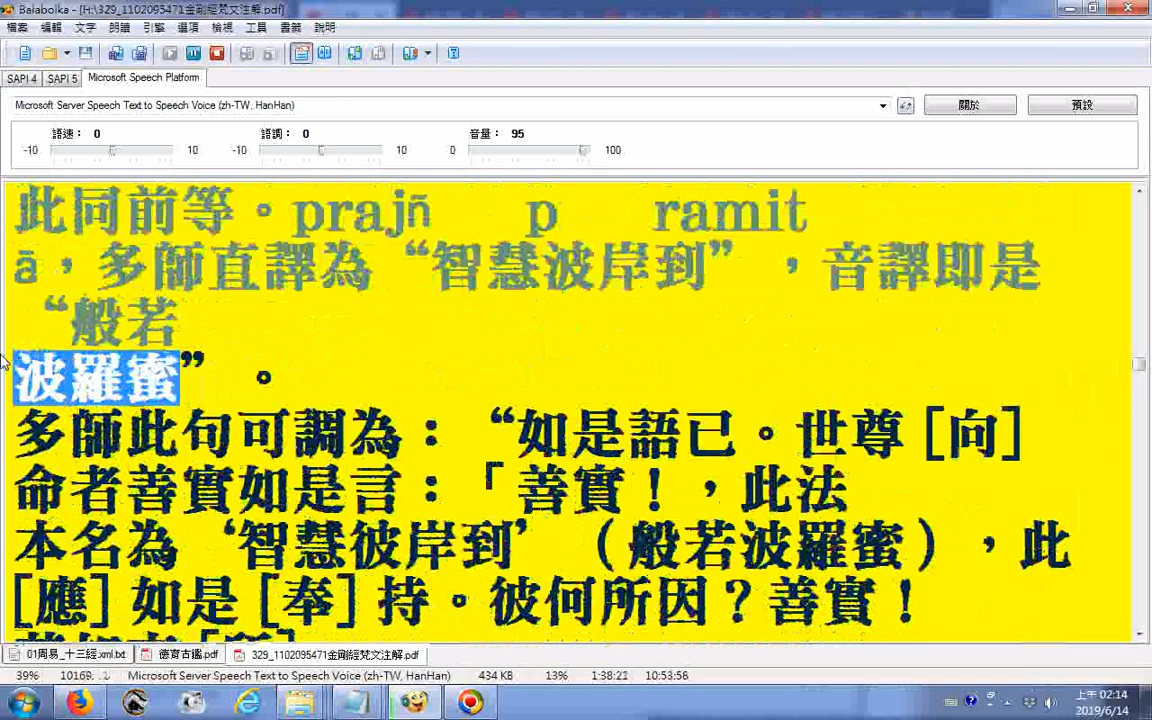 Balabolka - [H:\329_1102095471金剛經梵文注解.pdf]
檔案 編輯 文字 朗讀 引擎 選項 檢視 工具 書籤 說明
SAPI 4 SAPI 5 Microsoft Speech Platform
Microsoft Server Speech Text to Speech Voice (zh-TW, HanHan)
關於 預設
語速： 0 語調： 0 音量： 95
-10 10 -10 10 0 100
此同前等。prajñ p ramit
ā，多師直譯為“智慧波岸到”，音譯即是
“般若
波羅蜜”。
多師此句可調為：“如是語已。世尊 [向]
命者善實如是言：「善實！，此法
本名為‘智慧彼岸到’（般若波羅蜜），此
[應] 如是 [奉] 持。彼何所因？善實！
01周易_十三經.xml.txt 德育古鑑.pdf 329_1102095471金剛經梵文注解.pdf
39% Microsoft Server Speech Text to Speech Voice (zh-TW, HanHan) 434 KB 13% 1:38:21 10:53:58
上午 02:14
2019/6/14